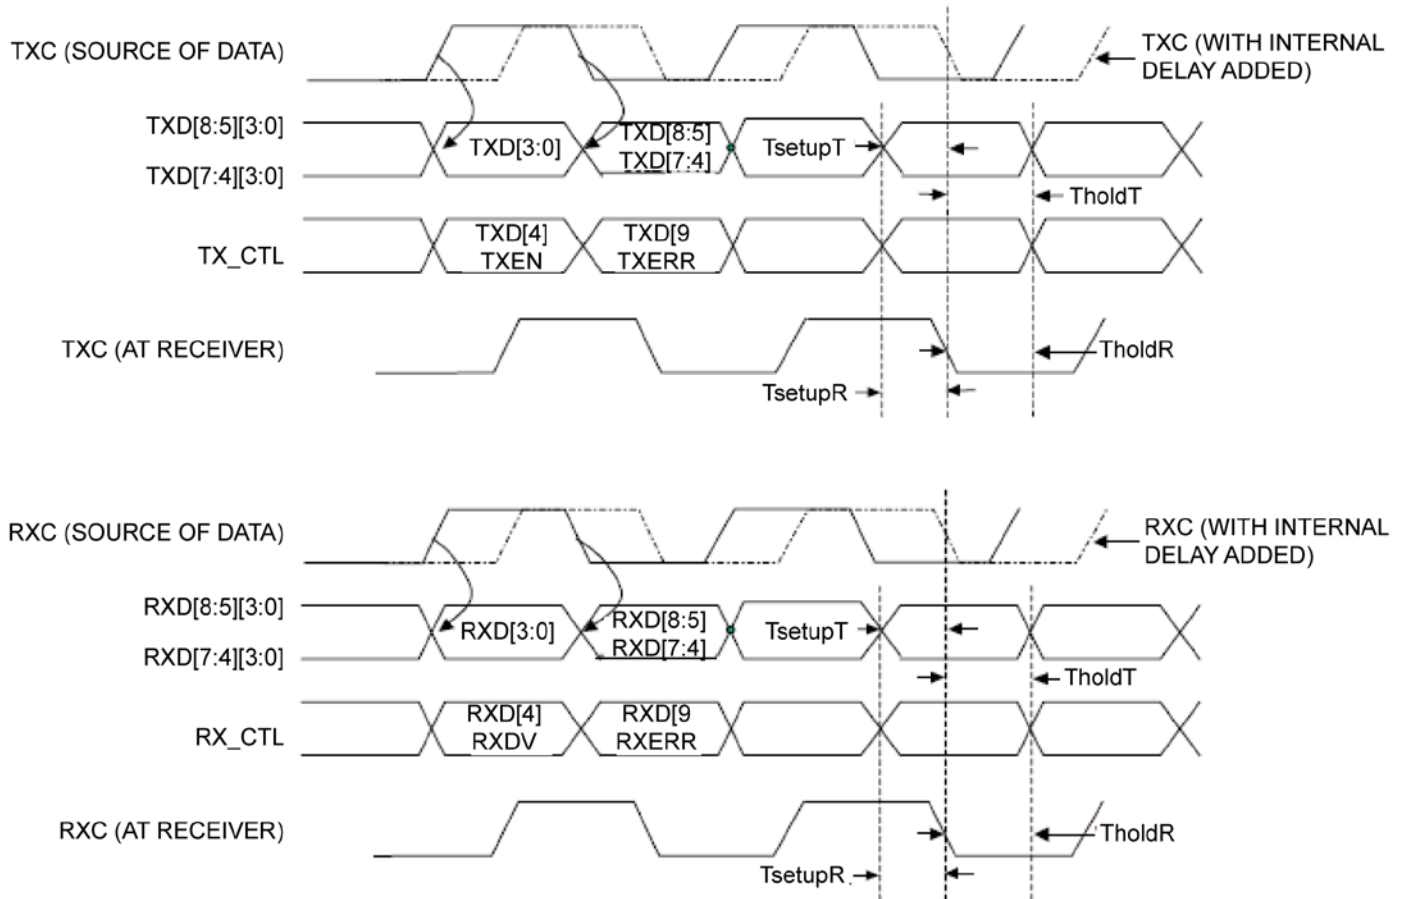 TXC (SOURCE OF DATA)
TXC (WITH INTERNAL
DELAY ADDED)
TXD[8:5][3:0]
TXD[7:4][3:0]
TXD[3:0]
TXD[8:5]
TXD[7:4]
TsetupT
TholdT
TX_CTL
TXD[4]
TXEN
TXD[9
TXERR
TXC (AT RECEIVER)
TholdR
TsetupR
RXC (SOURCE OF DATA)
RXC (WITH INTERNAL
DELAY ADDED)
RXD[8:5][3:0]
RXD[7:4][3:0]
RXD[3:0]
RXD[8:5]
RXD[7:4]
TsetupT
TholdT
RX_CTL
RXD[4]
RXDV
RXD[9
RXERR
RXC (AT RECEIVER)
TholdR
TsetupR